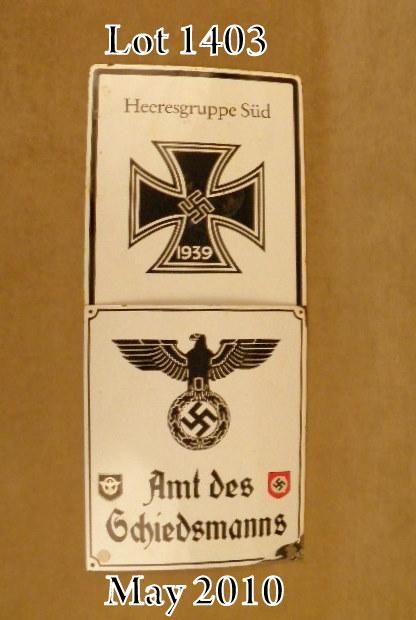 Lot 1403
Heeresgruppe Süd
1939
Amt des
Schiedsmanns
May 2010